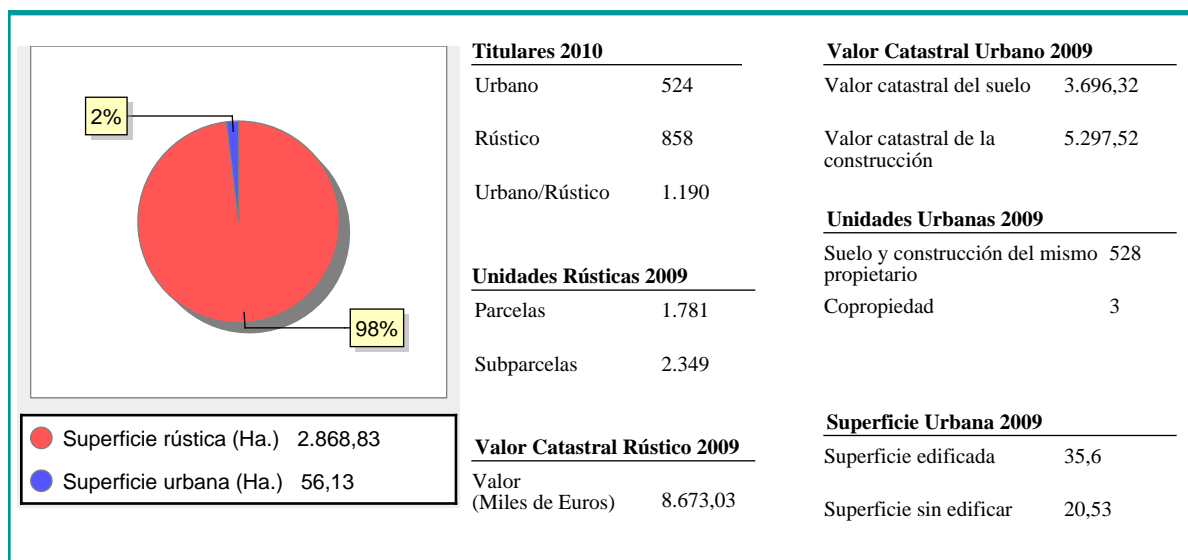 2%
98%
Superficie rústica (Ha.) 2.868,83
Superficie urbana (Ha.) 56,13
Titulares 2010
Urbano 524
Rústico 858
Urbano/Rústico 1.190
Unidades Rústicas 2009
Parcelas 1.781
Subparcelas 2.349
Valor Catastral Rústico 2009
Valor
(Miles de Euros) 8.673,03
Valor Catastral Urbano 2009
Valor catastral del suelo 3.696,32
Valor catastral de la 5.297,52
construcción
Unidades Urbanas 2009
Suelo y construcción del mismo 528
propietario
Copropiedad 3
Superficie Urbana 2009
Superficie edificada 35,6
Superficie sin edificar 20,53